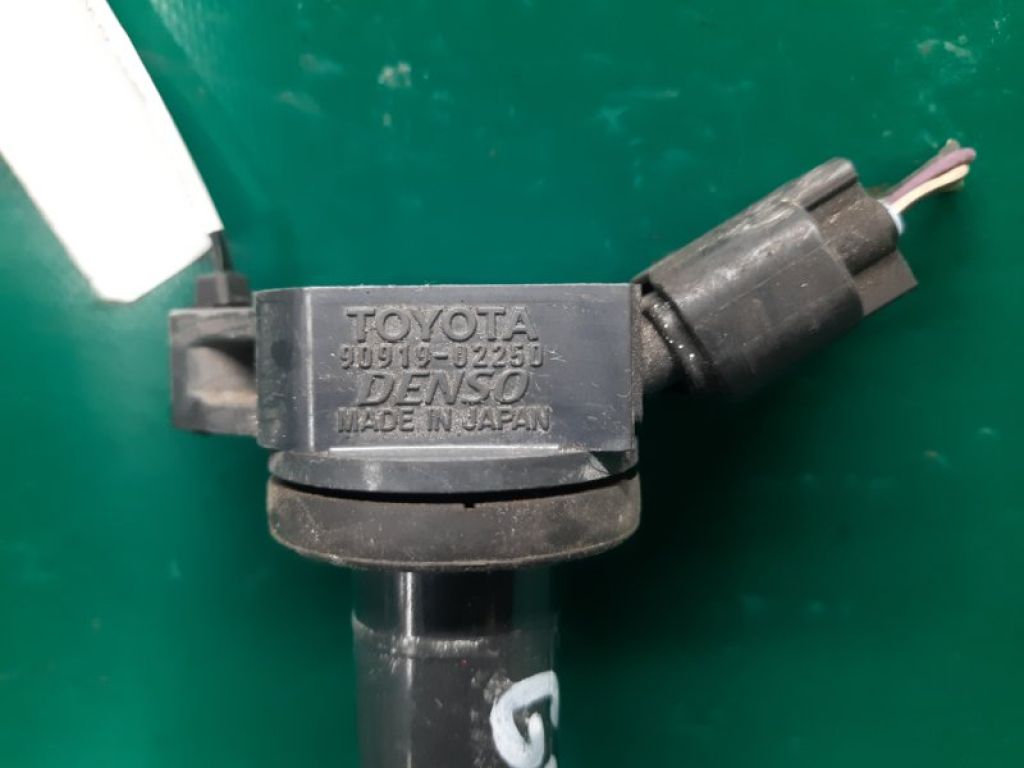 TOYOTA
90919-02250
DENSO
MADE IN JAPAN
G